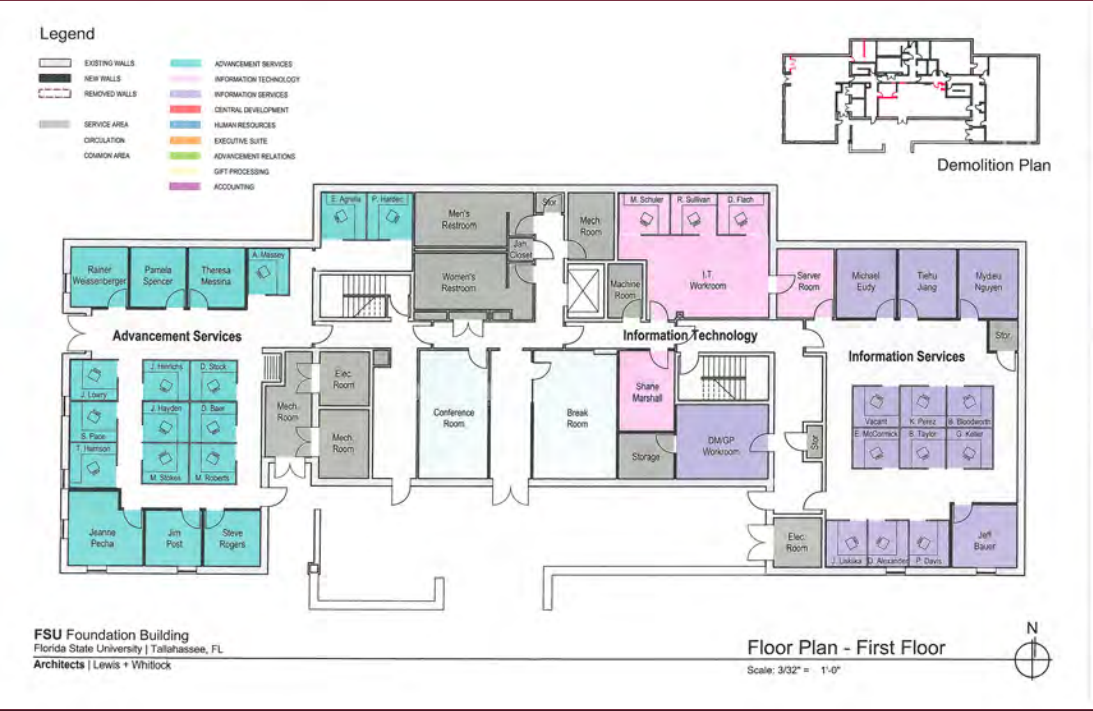 Legend
EXISTING WALLS
NEW WALLS
REMOVED WALLS
SERVICE AREA
CIRCULATION
COMMON AREA
ADVANCEMENT SERVICES
INFORMATION TECHNOLOGY
INFORMATION SERVICES
CENTRAL DEVELOPMENT
HUMAN RESOURCES
EXECUTIVE SUITE
ADVANCEMENT RELATIONS
GIFT PROCESSING
ACCOUNTING
Demolition Plan
E. Agnella
P. Hardee
Men's
Restroom
Stor.
Mech.
Room
M. Schuler
R. Sullivan
D. Flach
Jan.
Closet
A. Massey
Rainer
Weissenberger
Pamela
Spencer
Theresa
Messina
Women's
Restroom
Machine
Room
I.T.
Workroom
Server
Room
Michael
Eudy
Tiehu
Jiang
Mydieu
Nguyen
Advancement Services
Information Technology
Stor.
Information Services
J. Lowry
J. Hinrichs
D. Stock
Elec.
Room
Mech.
Room
Conference
Room
Break
Room
Shane
Marshall
J. Hayden
D. Baer
S. Pace
T. Harrison
Mech.
Room
Storage
DM/GP
Workroom
Stor.
Vacant
K. Perez
B. Bloodworth
E. McCormick
B. Taylor
G. Keller
M. Stokes
M. Roberts
Jeanne
Pecha
Jim
Post
Steve
Rogers
Elec.
Room
D. Alexander
P. Davis
Jeff
Bauer
FSU Foundation Building
Florida State University | Tallahassee, FL
Architects | Lewis + Whitlock
Floor Plan - First Floor
Scale: 3/32" = 1'-0"
N